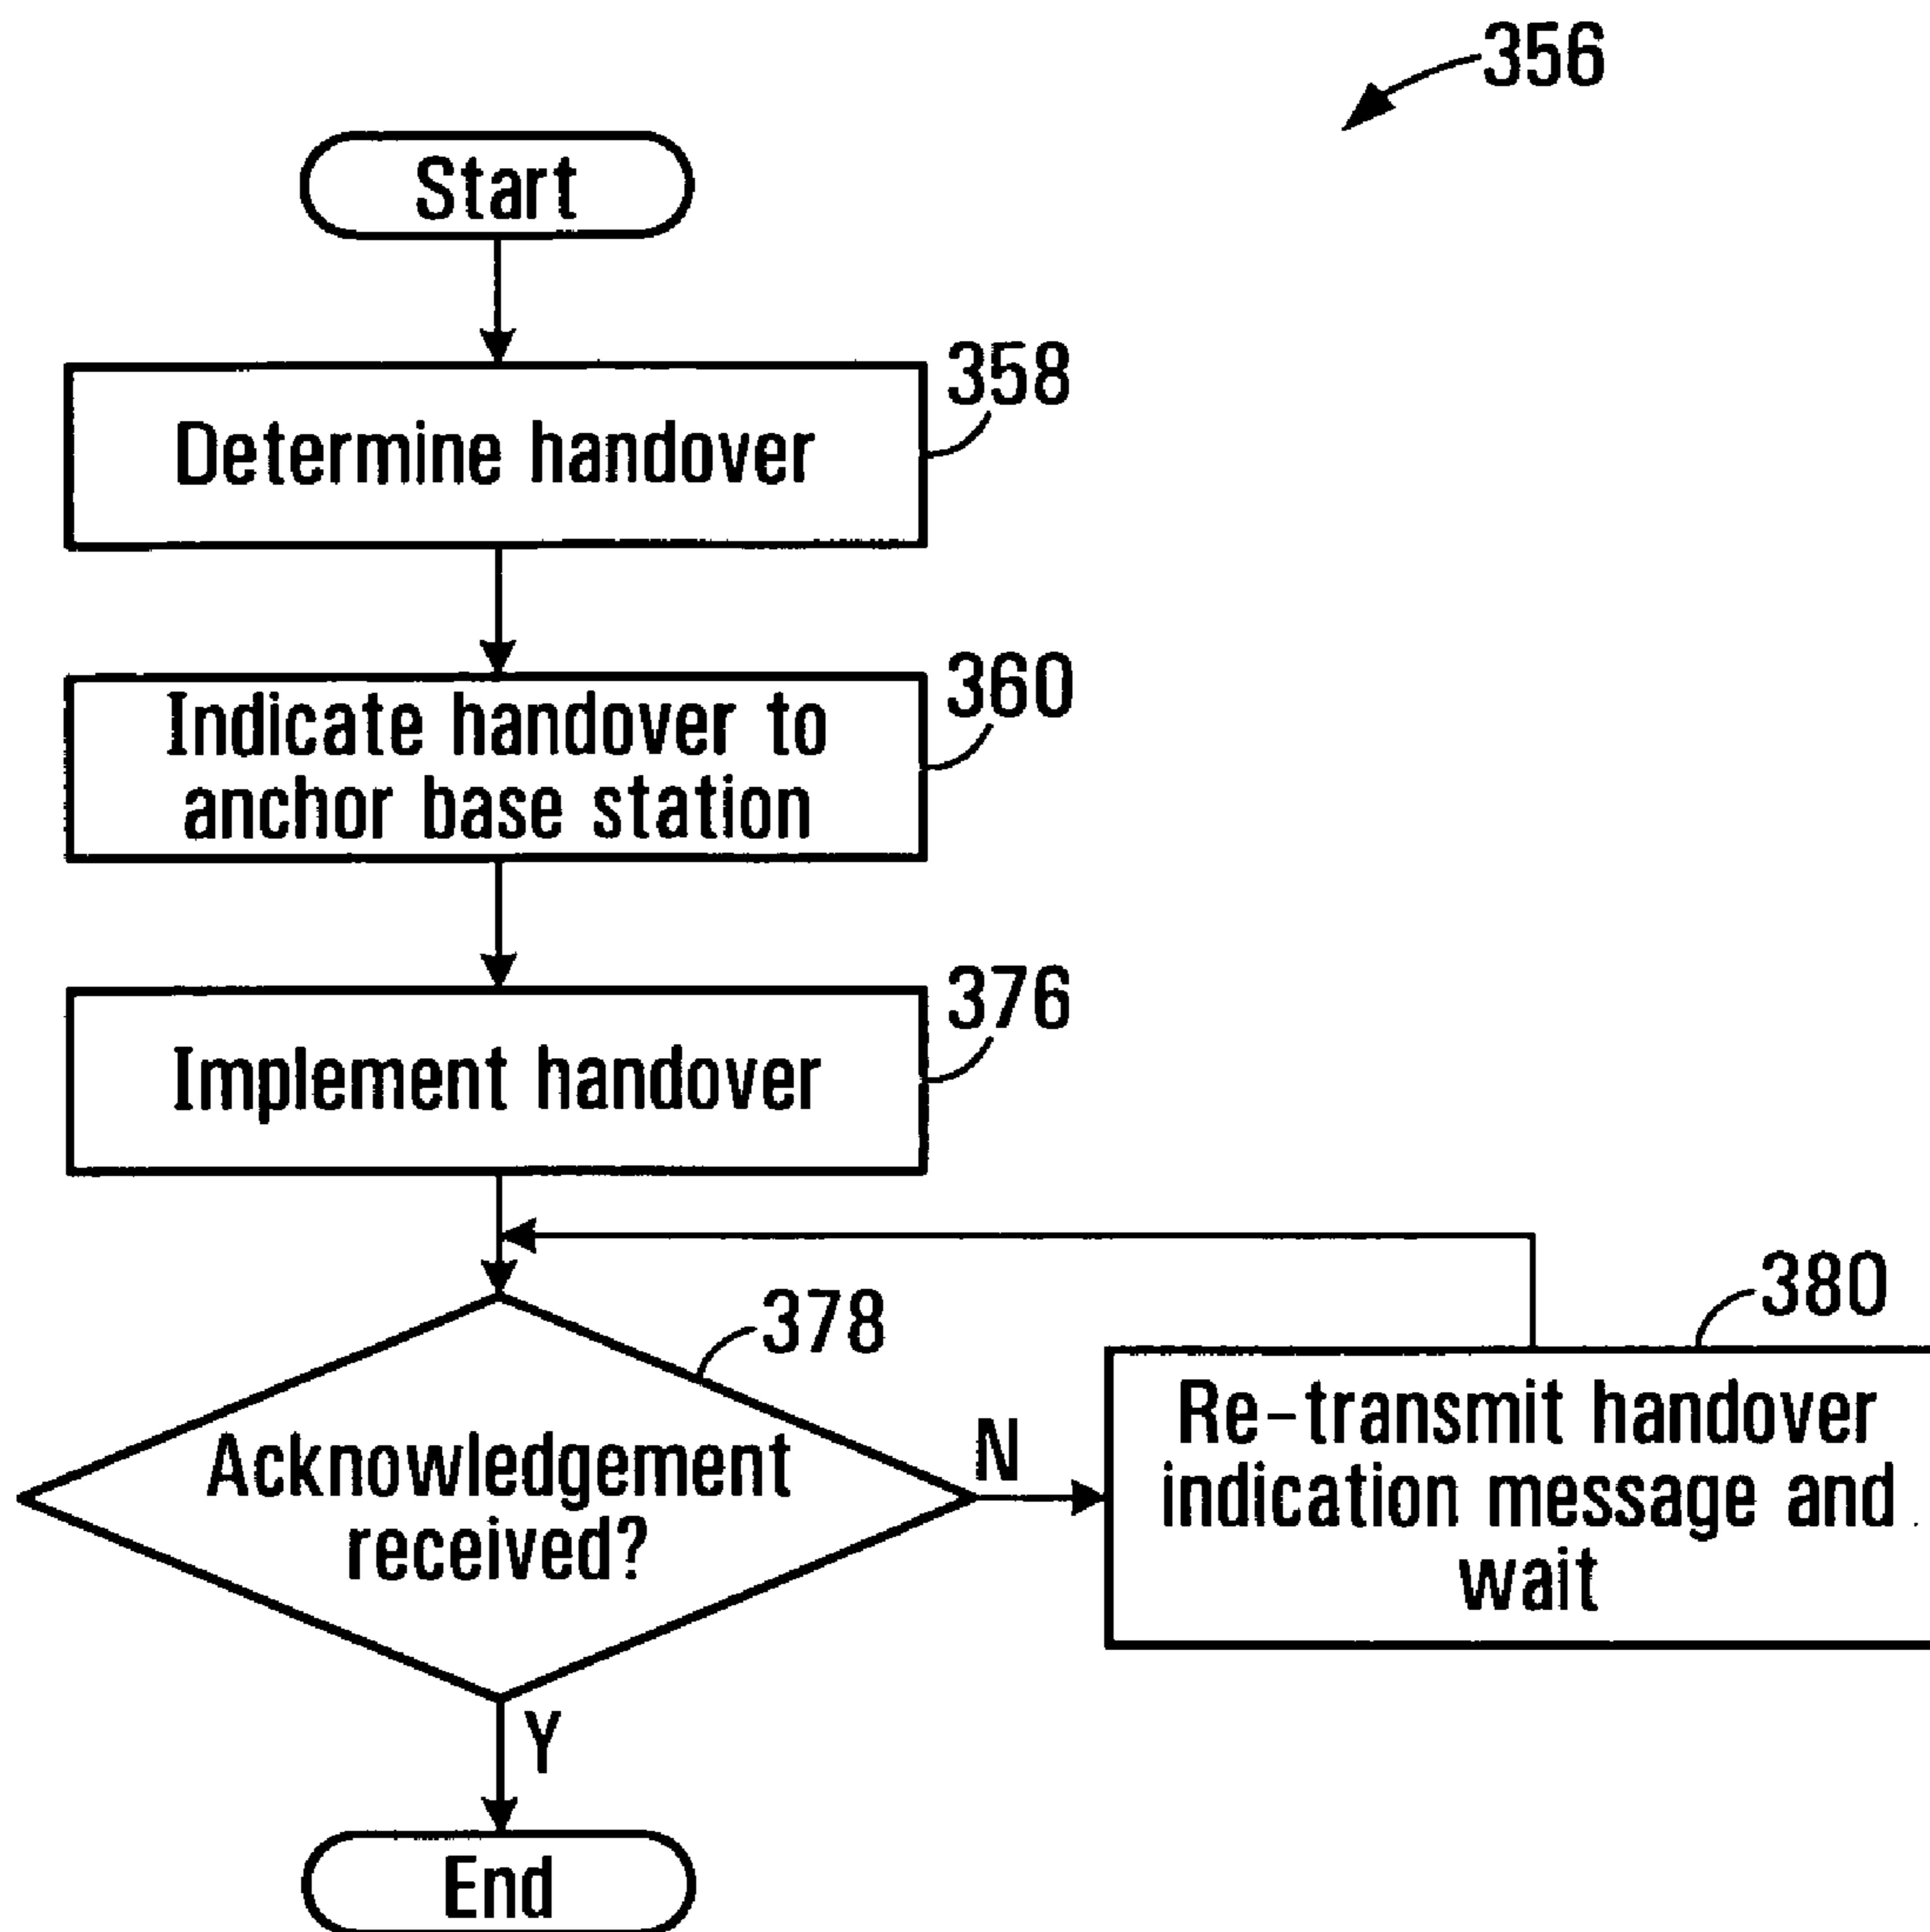 356
Start
358
Determine handover
360
Indicate handover to
anchor base station
376
Implement handover
378
380
Acknowledgement
received?
N
Re-transmit handover
indication message and
wait
Y
End